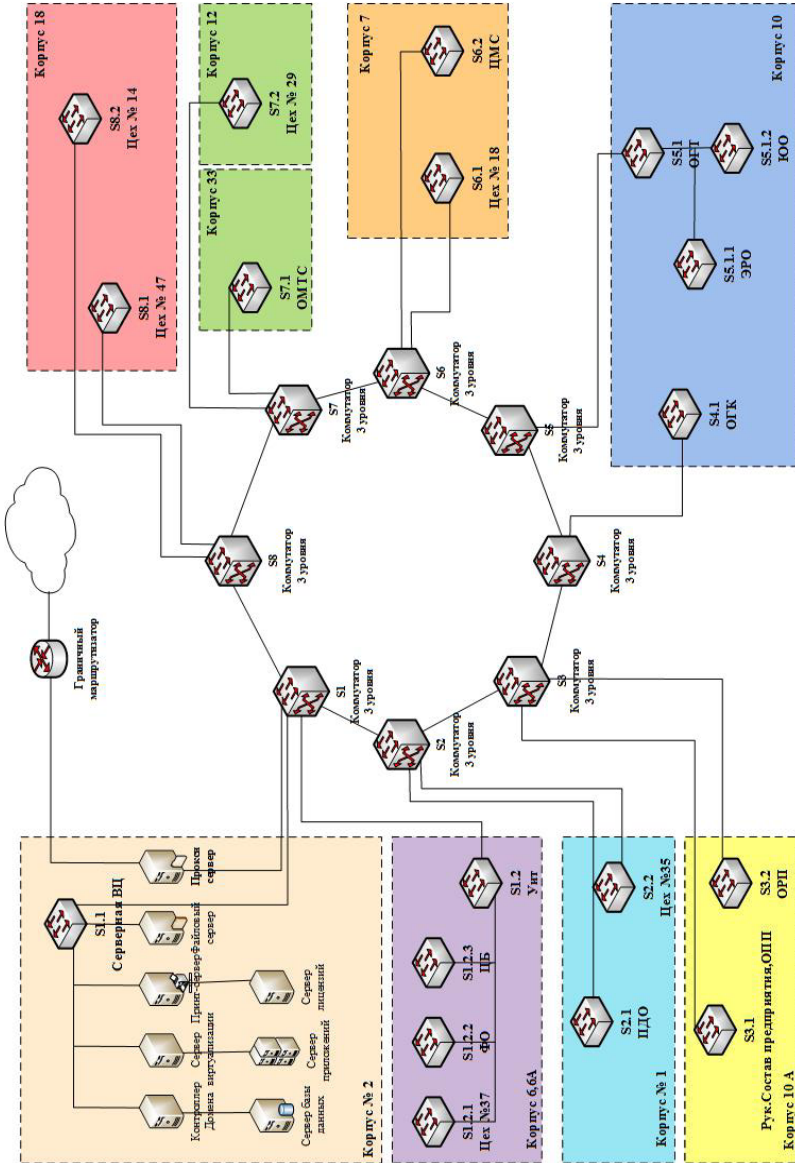 Корпус 18
S8.2
Цех № 14
S8.1
Цех № 47
Корпус 12
S7.2
Цех № 29
Корпус 33
S7.1
ОМТС
Корпус 7
S6.2
ЦМС
S6.1
Цех № 18
Корпус 10
S5.1
ОГТ
S5.1.2
ЮО
S5.1.1
ЭРО
S4.1
ОГК
Граничный
маршрутизатор
S8
Коммутатор
3 уровня
S7
Коммутатор
3 уровня
S6
Коммутатор
3 уровня
S5
Коммутатор
3 уровня
S4
Коммутатор
3 уровня
S3
Коммутатор
3 уровня
S2
Коммутатор
3 уровня
S1
Коммутатор
3 уровня
S1.1
Серверная ВЦ
Прокси
сервер
Файловый
сервер
Принт-сервер
Сервер
лицензий
Сервер
виртуализации
Сервер
приложений
Контроллер
Домена
Сервер базы
данных
Корпус № 2
S1.2
Уит
S1.2.3
ЦБ
S1.2.2
ФО
S1.2.1
Цех №37
Корпус 6,6А
S2.2
Цех №35
S2.1
ПДО
Корпус № 1
S3.2
ОРП
S3.1
Рук.Состав предприятия,ОПП
Корпус 10 А